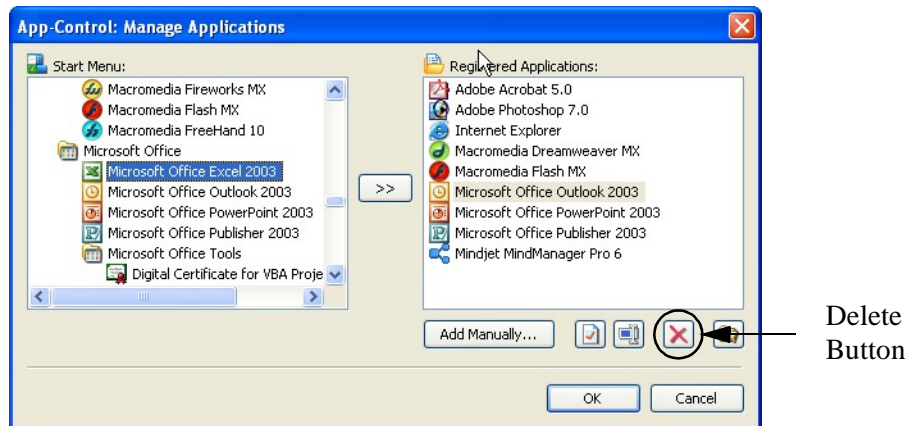 App-Control: Manage Applications
Start Menu:
Macromedia Fireworks MX
Macromedia Flash MX
Macromedia FreeHand 10
Microsoft Office
Microsoft Office Excel 2003
Microsoft Office Outlook 2003
Microsoft Office PowerPoint 2003
Microsoft Office Publisher 2003
Microsoft Office Tools
Digital Certificate for VBA Proje
>>
Registered Applications:
Adobe Acrobat 5.0
Adobe Photoshop 7.0
Internet Explorer
Macromedia Dreamweaver MX
Macromedia Flash MX
Microsoft Office Outlook 2003
Microsoft Office PowerPoint 2003
Microsoft Office Publisher 2003
Mindjet MindManager Pro 6
Add Manually...
Delete
Button
OK
Cancel